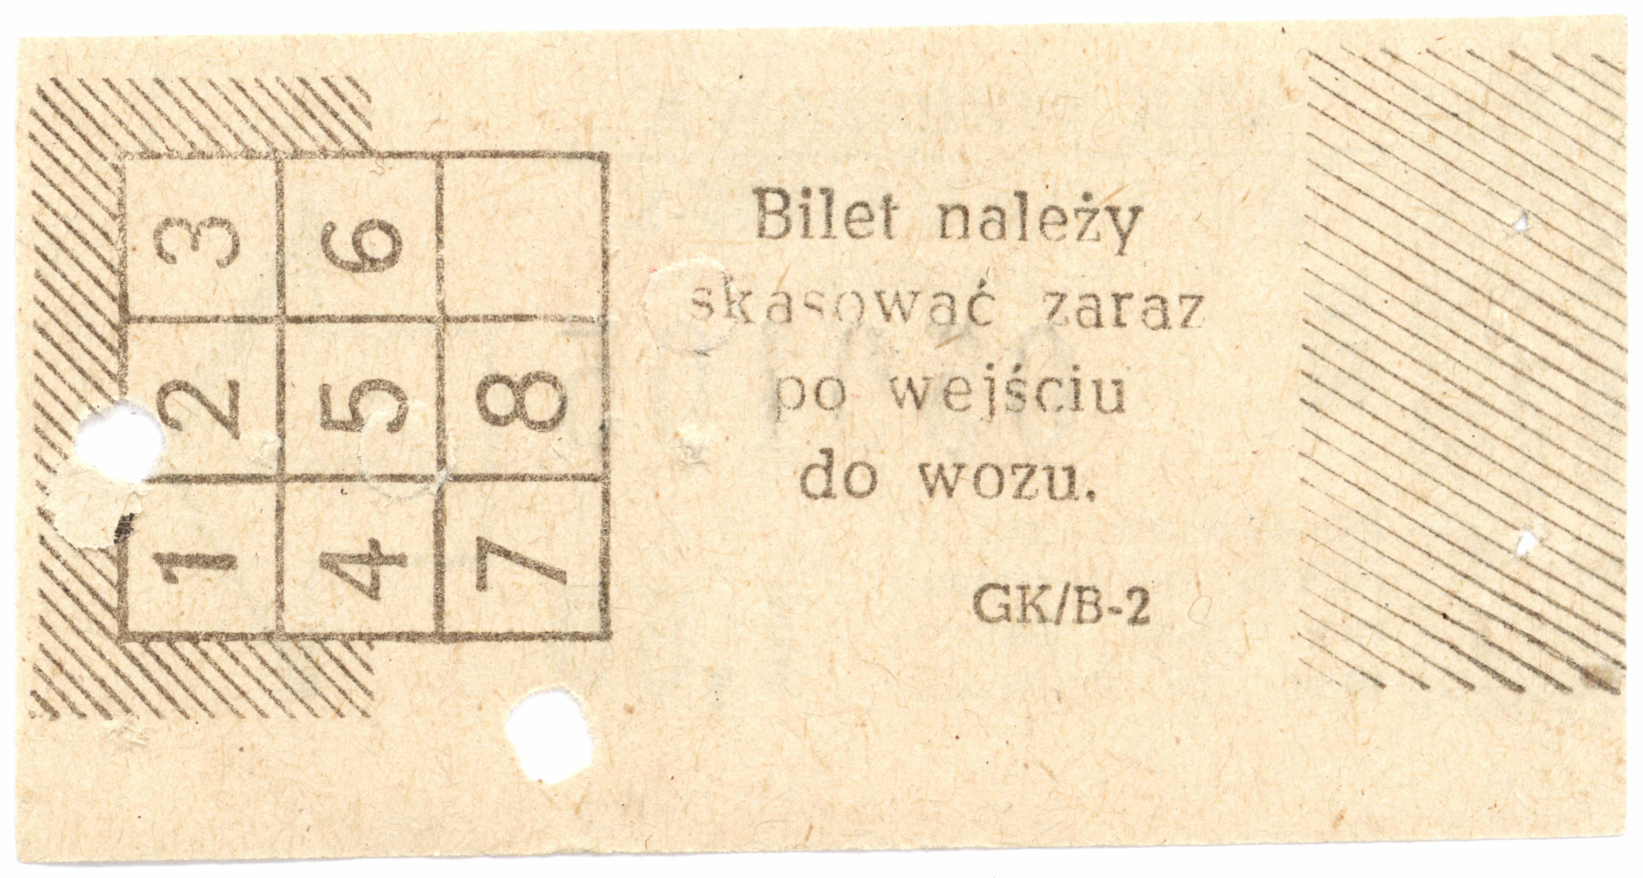 3 6
2 5 8
1 4 7
Bilet należy
skasować zaraz
po wejściu
do wozu.
GK/B-2